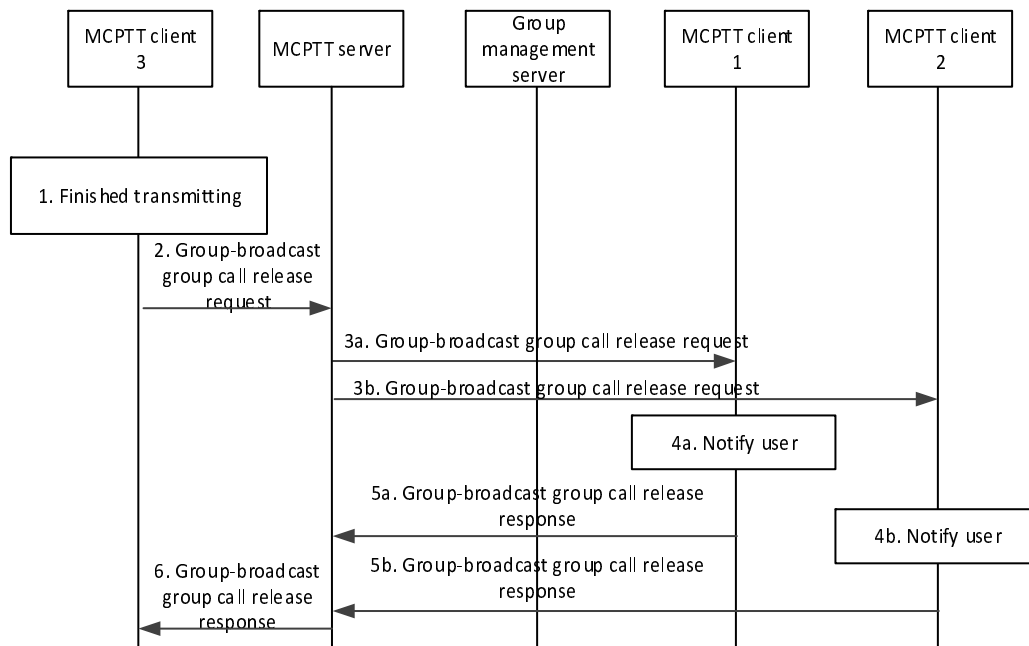 MCPTT client
3
MCPTT server
Group
management
server
MCPTT client
1
MCPTT client
2
1. Finished transmitting
2. Group-broadcast
group call release
request
3a. Group-broadcast group call release request
3b. Group-broadcast group call release request
4a. Notify user
5a. Group-broadcast group call release
response
4b. Notify user
5b. Group-broadcast group call release
response
6. Group-broadcast
group call release
response